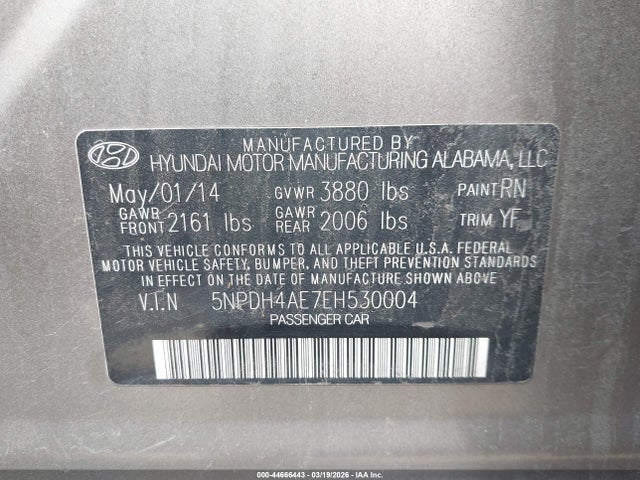 MANUFACTURED BY
HYUNDAI MOTOR MANUFACTURING ALABAMA, LLC
May/01/14 GVWR 3880 lbs PAINT RN
GAWR FRONT 2161 lbs GAWR REAR 2006 lbs TRIM YF
THIS VEHICLE CONFORMS TO ALL APPLICABLE U.S.A. FEDERAL
MOTOR VEHICLE SAFETY, BUMPER, AND THEFT PREVENTION
STANDARDS IN EFFECT ON THE DATE OF MANUFACTURE SHOWN ABOVE.
V.I.N 5NPDH4AE7EH530004
PASSENGER CAR
000-44666443 - 03/19/2026 - IAA Inc.